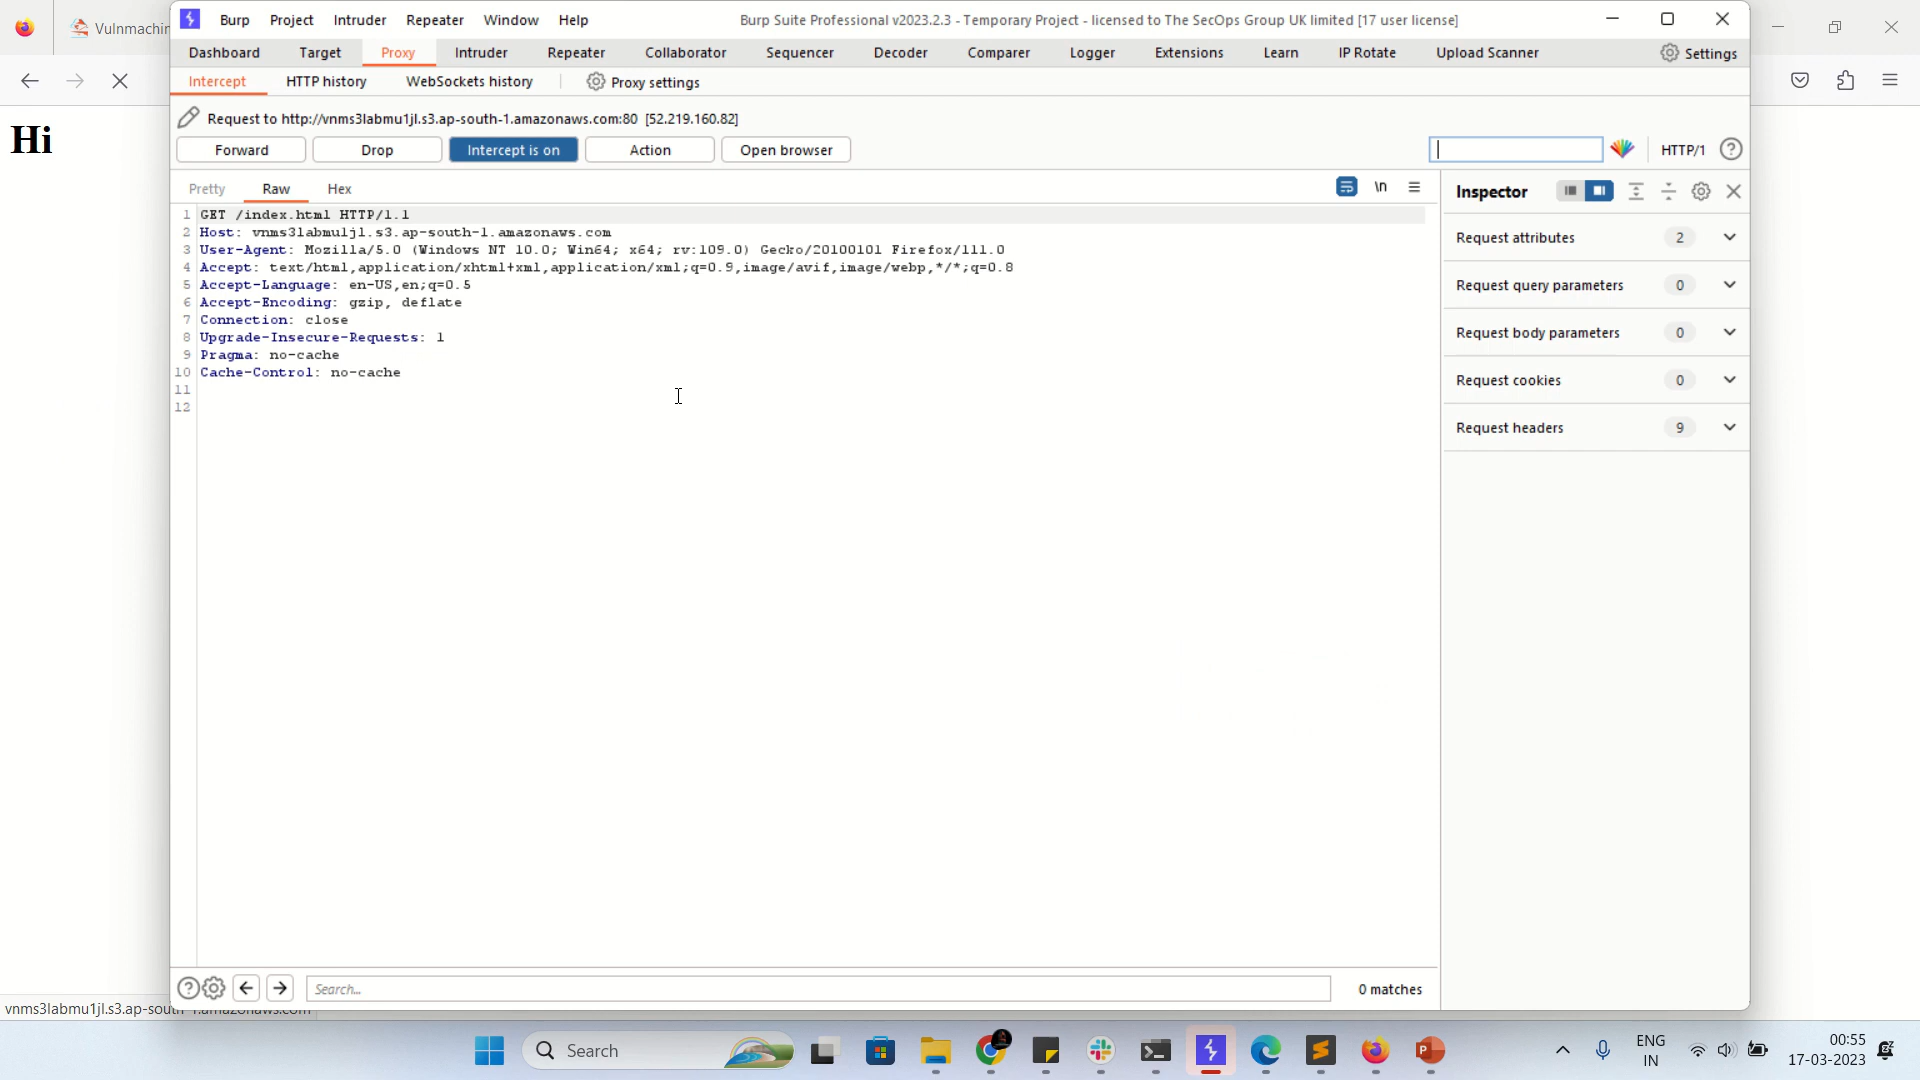 Burp Project Intruder Repeater Window Help
Burp Suite Professional v2023.2.3 - Temporary Project - licensed to The SecOps Group UK limited [17 user license]
Vulnmachin
Dashboard Target Proxy Intruder Repeater Collaborator Sequencer Decoder Comparer Logger Extensions Learn IP Rotate Upload Scanner Settings
Intercept HTTP history WebSockets history Proxy settings
Hi
Request to http://vnms3labmu1jl.s3.ap-south-1.amazonaws.com:80 [52.219.160.82]
Forward Drop Intercept is on Action Open browser HTTP/1
Pretty Raw Hex \n
Inspector
1 GET /index.html HTTP/1.1
2 Host: vnms3labmu1jl.s3.ap-south-1.amazonaws.com
3 User-Agent: Mozilla/5.0 (Windows NT 10.0; Win64; x64; rv:109.0) Gecko/20100101 Firefox/111.0
4 Accept: text/html,application/xhtml+xml,application/xml;q=0.9,image/avif,image/webp,*/*;q=0.8
5 Accept-Language: en-US,en;q=0.5
6 Accept-Encoding: gzip, deflate
7 Connection: close
8 Upgrade-Insecure-Requests: 1
9 Pragma: no-cache
10 Cache-Control: no-cache
11
12
Request attributes 2
Request query parameters 0
Request body parameters 0
Request cookies 0
Request headers 9
Search...
0 matches
vnms3labmu1jl.s3.ap-south-1.amazonaws.com
Search
ENG
IN
00:55
17-03-2023